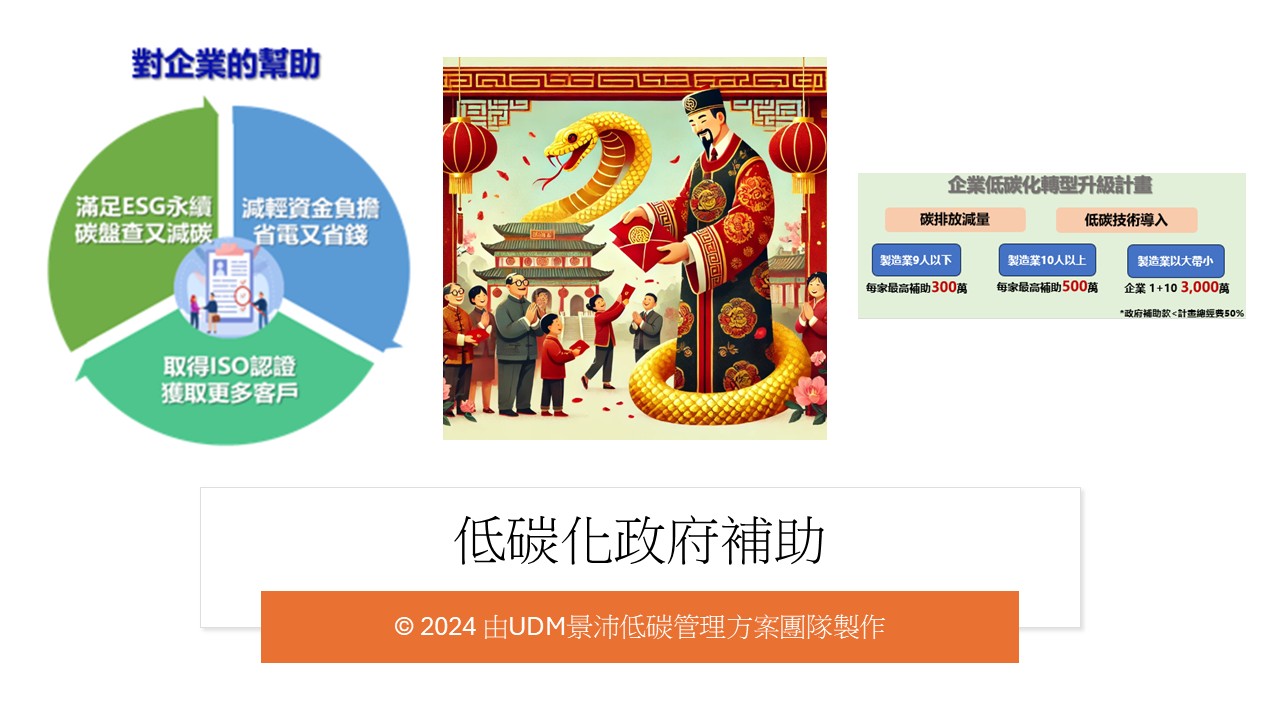 對企業的幫助
滿足ESG永續
碳盤查又減碳
減輕資金負擔
省電又省錢
取得ISO認證
獲取更多客戶
企業低碳化轉型升級計畫
碳排放減量
低碳技術導入
製造業9人以下
製造業10人以上
製造業以大帶小
每家最高補助300萬
每家最高補助500萬
企業 1+10 3,000萬
*政府補助款<計畫總經費50%
低碳化政府補助
© 2024 由UDM景沛低碳管理方案團隊製作